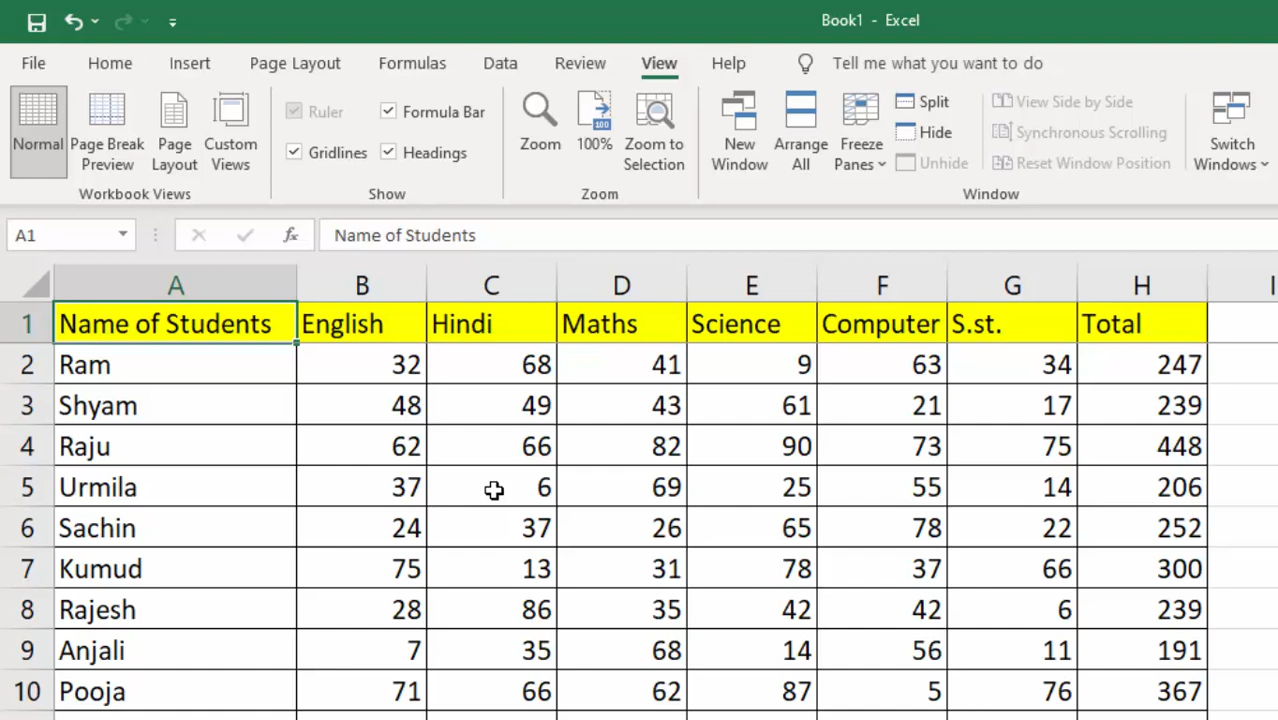 Book1 - Excel
File Home Insert Page Layout Formulas Data Review View Help Tell me what you want to do
Normal Page Break Preview Page Layout Custom Views
Workbook Views
Ruler Formula Bar
Gridlines Headings
Show
Zoom 100% Zoom to Selection
100
Zoom
New Window Arrange All Freeze Panes
Split
Hide
Unhide
View Side by Side
Synchronous Scrolling
Reset Window Position
Window
Switch Windows
A1 fx Name of Students
A B C D E F G H I
1 Name of Students English Hindi Maths Science Computer S.st. Total
2 Ram 32 68 41 9 63 34 247
3 Shyam 48 49 43 61 21 17 239
4 Raju 62 66 82 90 73 75 448
5 Urmila 37 6 69 25 55 14 206
6 Sachin 24 37 26 65 78 22 252
7 Kumud 75 13 31 78 37 66 300
8 Rajesh 28 86 35 42 42 6 239
9 Anjali 7 35 68 14 56 11 191
10 Pooja 71 66 62 87 5 76 367